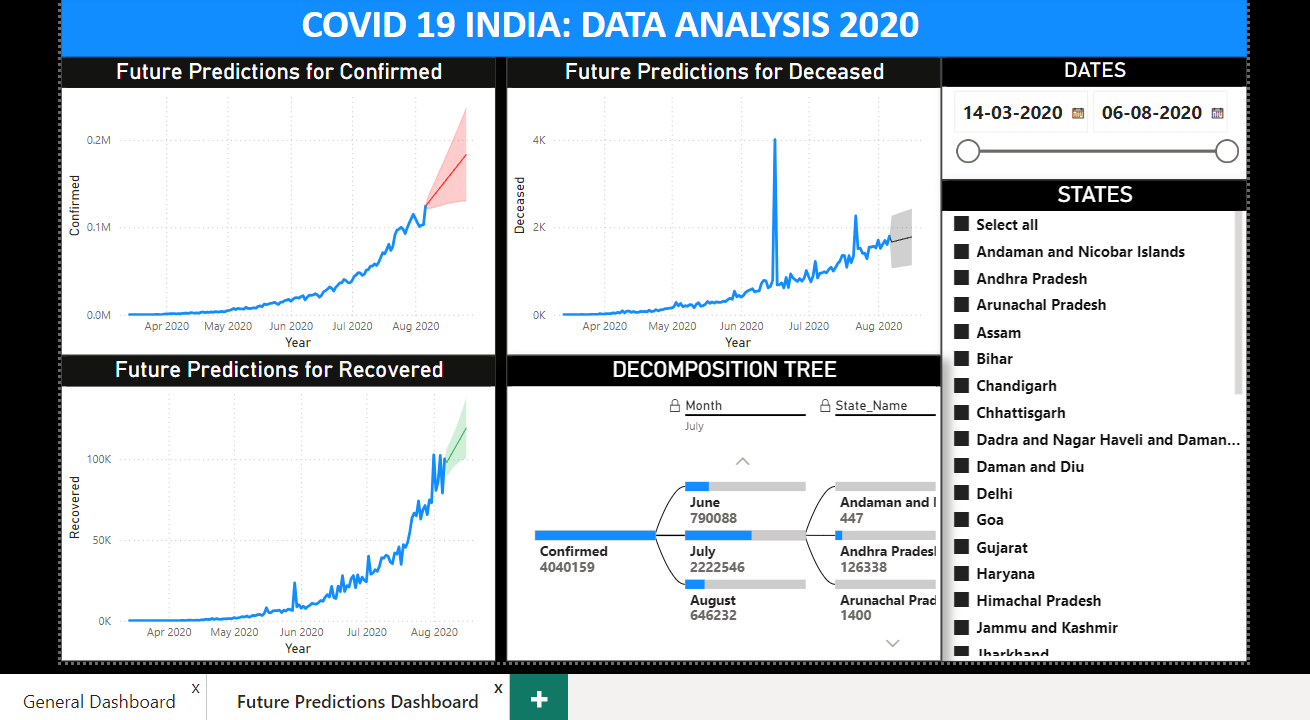 COVID 19 INDIA: DATA ANALYSIS 2020
Future Predictions for Confirmed
Confirmed
0.2M
0.1M
0.0M
Apr 2020 May 2020 Jun 2020 Jul 2020 Aug 2020
Year
Future Predictions for Deceased
Deceased
4K
2K
0K
Apr 2020 May 2020 Jun 2020 Jul 2020 Aug 2020
Year
DATES
14-03-2020 06-08-2020
STATES
Select all
Andaman and Nicobar Islands
Andhra Pradesh
Arunachal Pradesh
Assam
Bihar
Chandigarh
Chhattisgarh
Dadra and Nagar Haveli and Daman...
Daman and Diu
Delhi
Goa
Gujarat
Haryana
Himachal Pradesh
Jammu and Kashmir
Jharkhand
Future Predictions for Recovered
Recovered
100K
50K
0K
Apr 2020 May 2020 Jun 2020 Jul 2020 Aug 2020
Year
DECOMPOSITION TREE
Month State_Name
July
Confirmed
4040159
June
790088
July
2222546
August
646232
Andaman and
447
Andhra Pradesh
126338
Arunachal Prad
1400
General Dashboard x
Future Predictions Dashboard x
+